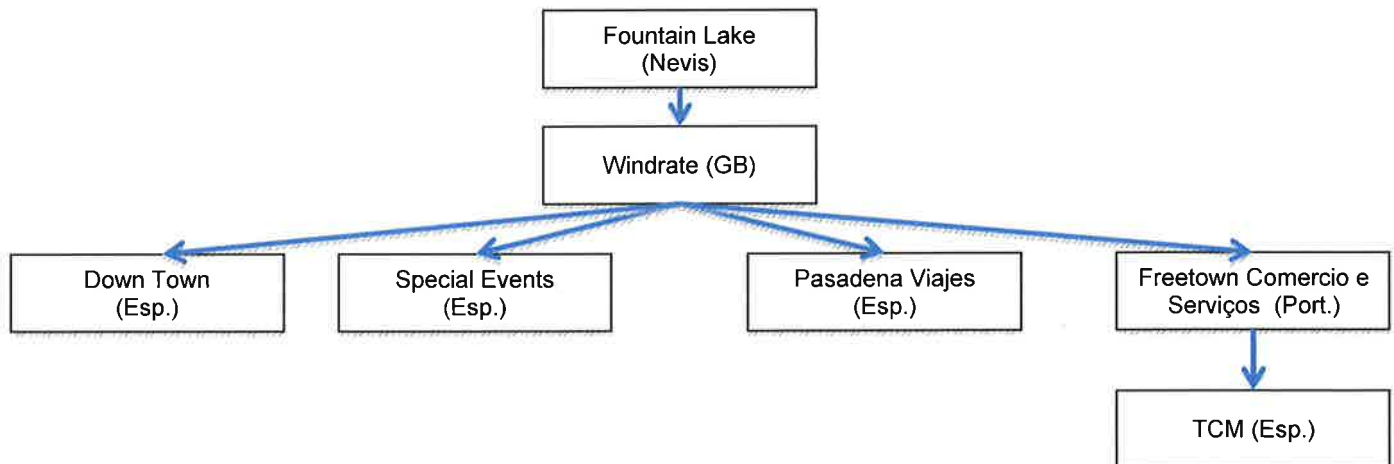 Fountain Lake
(Nevis)
Windrate (GB)
Down Town
(Esp.)
Special Events
(Esp.)
Pasadena Viajes
(Esp.)
Freetown Comercio e
Serviços (Port.)
TCM (Esp.)